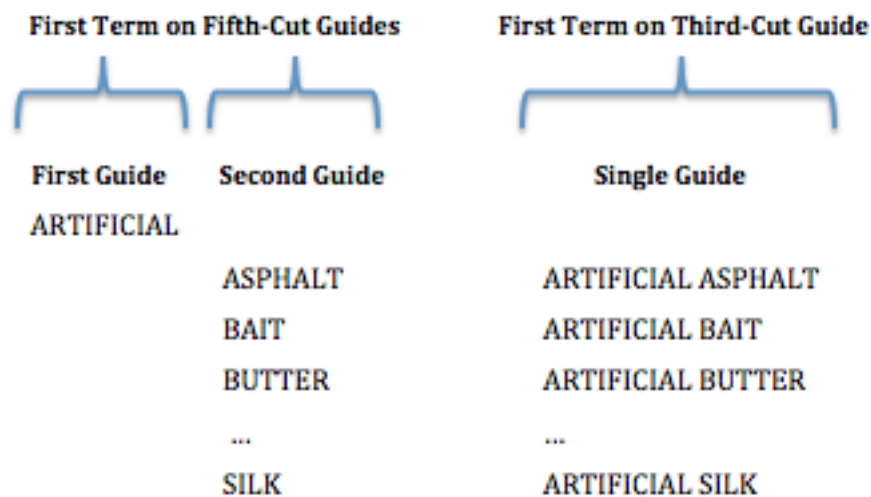 First Term on Fifth-Cut Guides First Term on Third-Cut Guide
First Guide Second Guide Single Guide
ARTIFICIAL
ASPHALT ARTIFICIAL ASPHALT
BAIT ARTIFICIAL BAIT
BUTTER ARTIFICIAL BUTTER
... ...
SILK ARTIFICIAL SILK